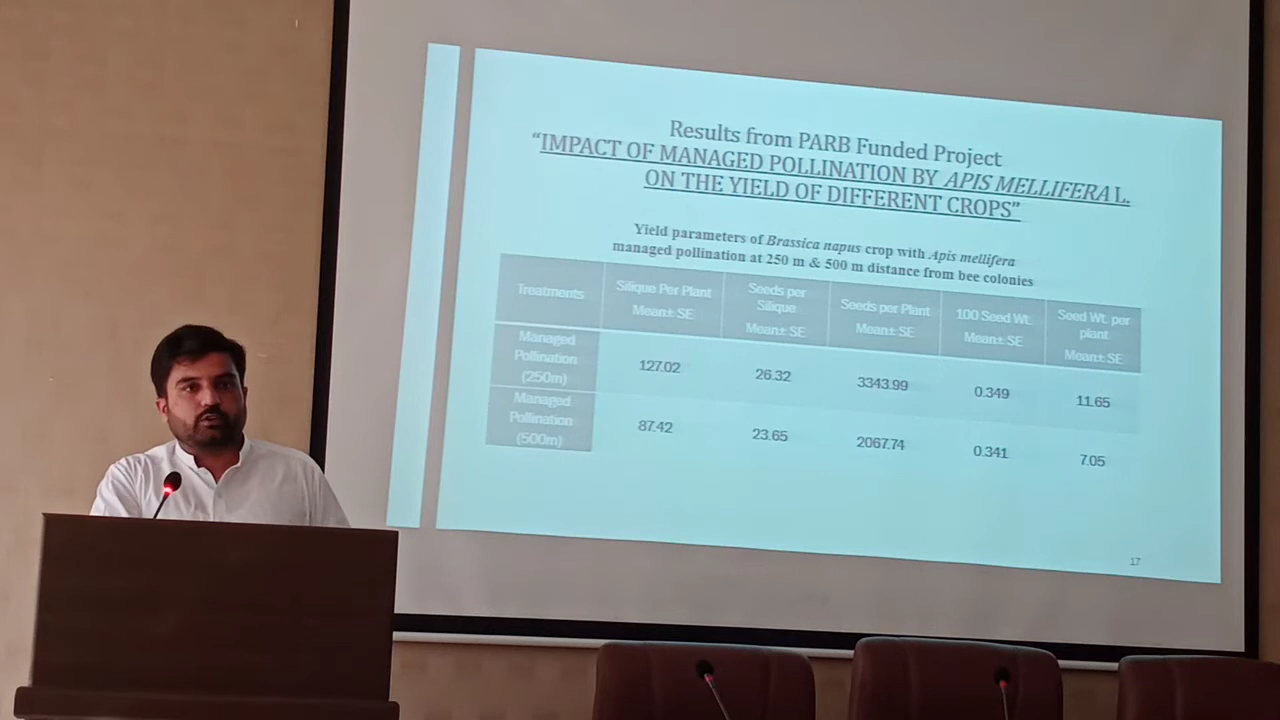 Results from PARB Funded Project
“IMPACT OF MANAGED POLLINATION BY APIS MELLIFERA L.
ON THE YIELD OF DIFFERENT CROPS”
Yield parameters of Brassica napus crop with Apis mellifera
managed pollination at 250 m & 500 m distance from bee colonies
Treatments
Silique Per Plant
Mean± SE
Seeds per
Silique
Mean± SE
Seeds per Plant
Mean± SE
100 Seed Wt.
Mean± SE
Seed Wt. per
plant
Mean± SE
Managed
Pollination
(250m)
127.02
26.32
3343.99
0.349
11.65
Managed
Pollination
(500m)
87.42
23.65
2067.74
0.341
7.05
17